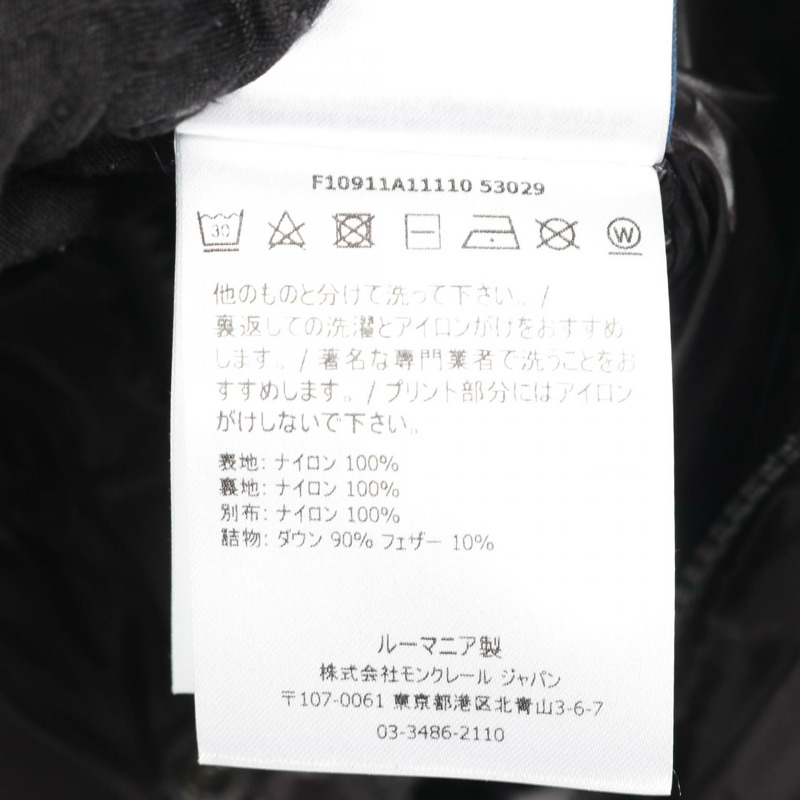 F10911A11110 53029
30
W
他のものと分けて洗って下さい。/
裏返しての洗濯とアイロンがけをおすすめ
します。/ 著名な専門業者で洗うことをお
すすめします。/ プリント部分にはアイロン
がけしないで下さい。
表地: ナイロン 100%
裏地: ナイロン 100%
別布: ナイロン 100%
詰物: ダウン 90% フェザー 10%
ルーマニア製
株式会社モンクレール ジャパン
〒107-0061 東京都港区北青山3-6-7
03-3486-2110